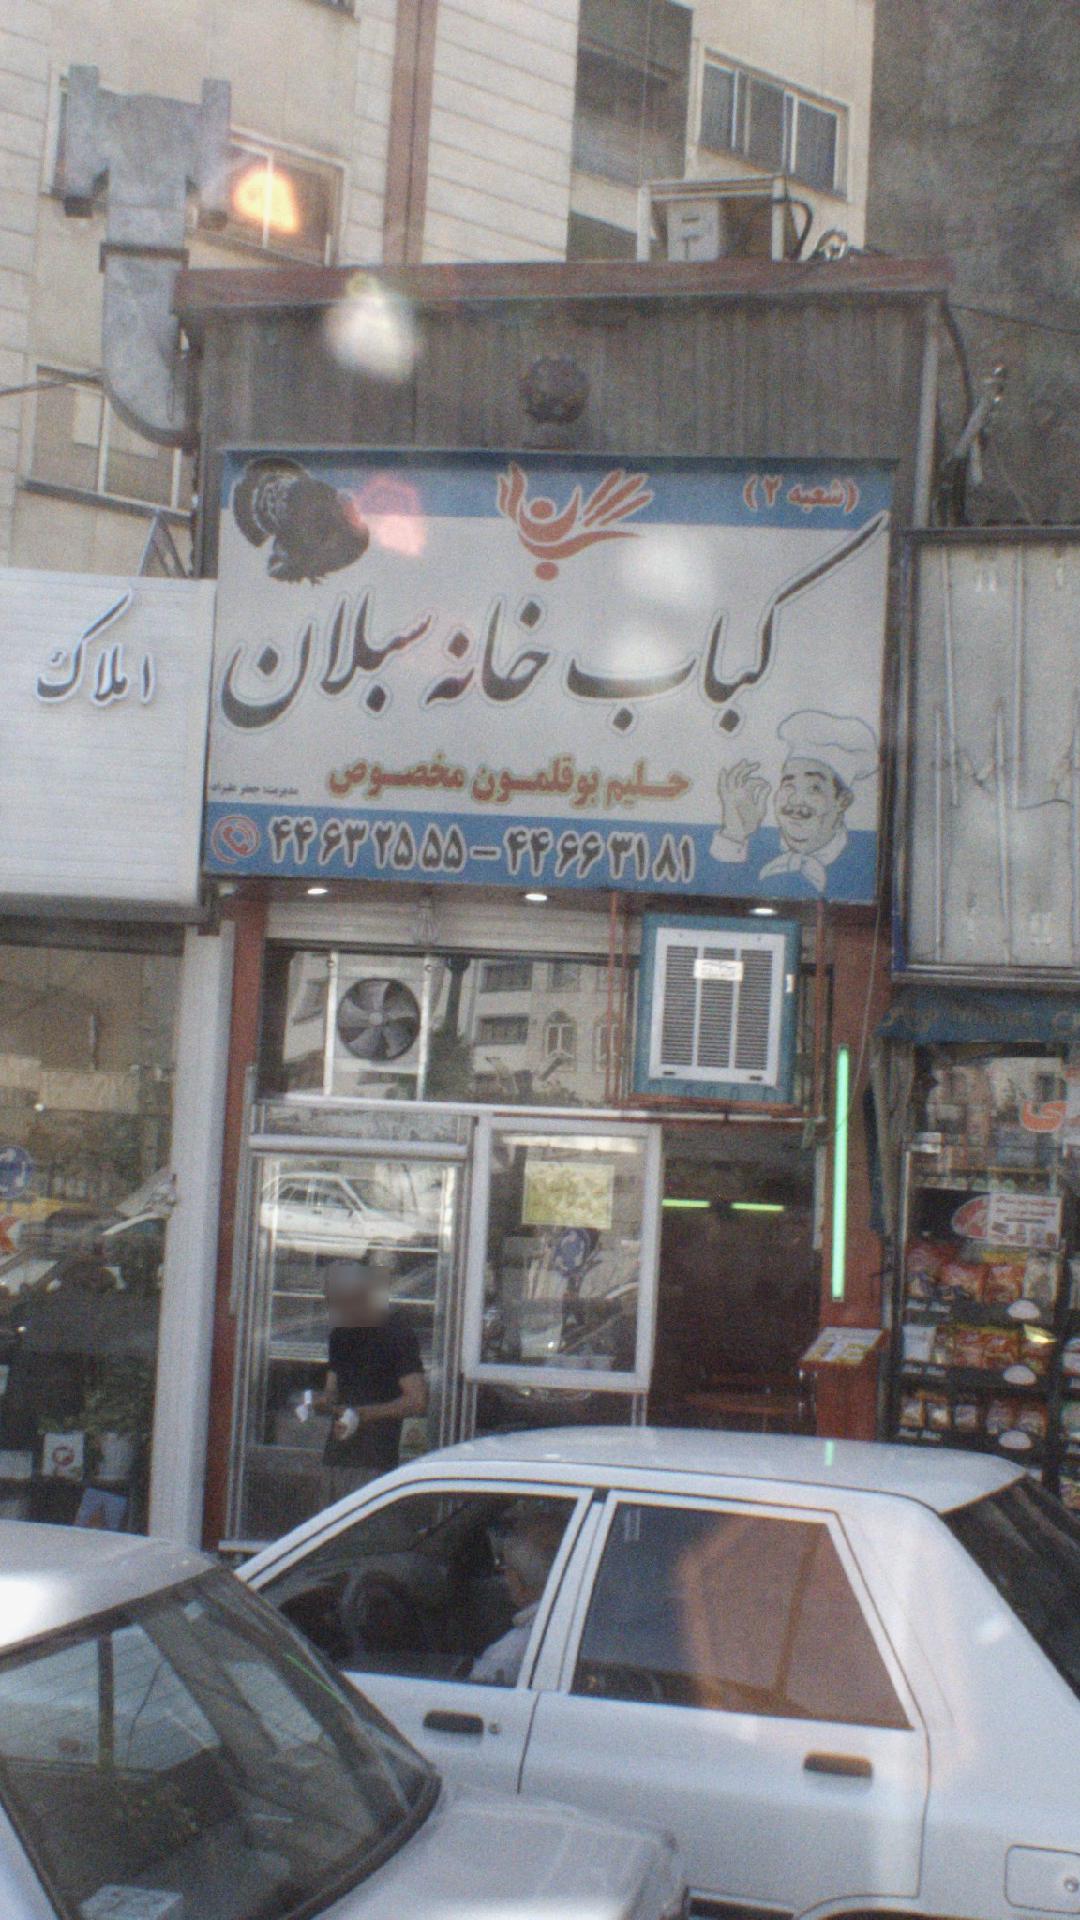 (شعبه ۲)
کباب خانه سبلان
حلیم بوقلمون مخصوص
۴۴۶۳۲۵۵۵ - ۴۴۶۶۳۱۸۱
املاک